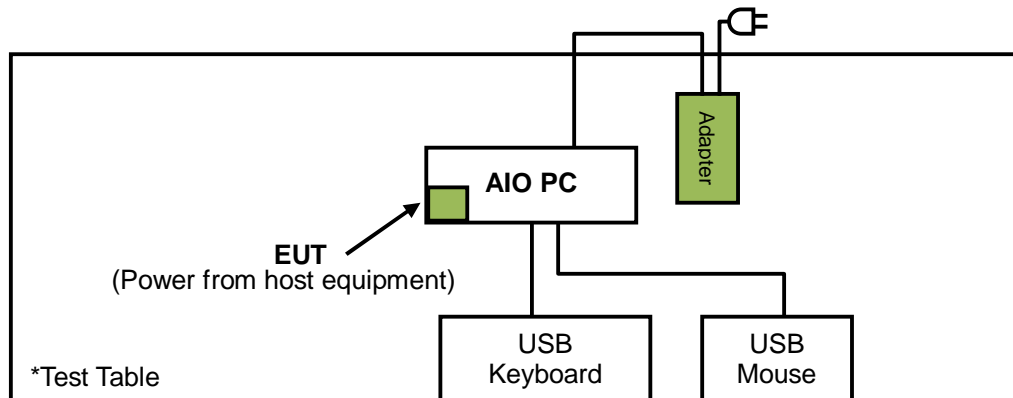 Adapter
AIO PC
EUT
(Power from host equipment)
USB
Keyboard
USB
Mouse
*Test Table